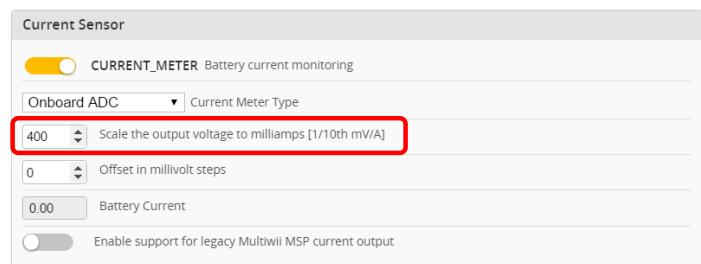 Current Sensor
CURRENT_METER Battery current monitoring
Onboard ADC Current Meter Type
400 Scale the output voltage to milliamps [1/10th mV/A]
0 Offset in millivolt steps
0.00 Battery Current
Enable support for legacy Multiwii MSP current output